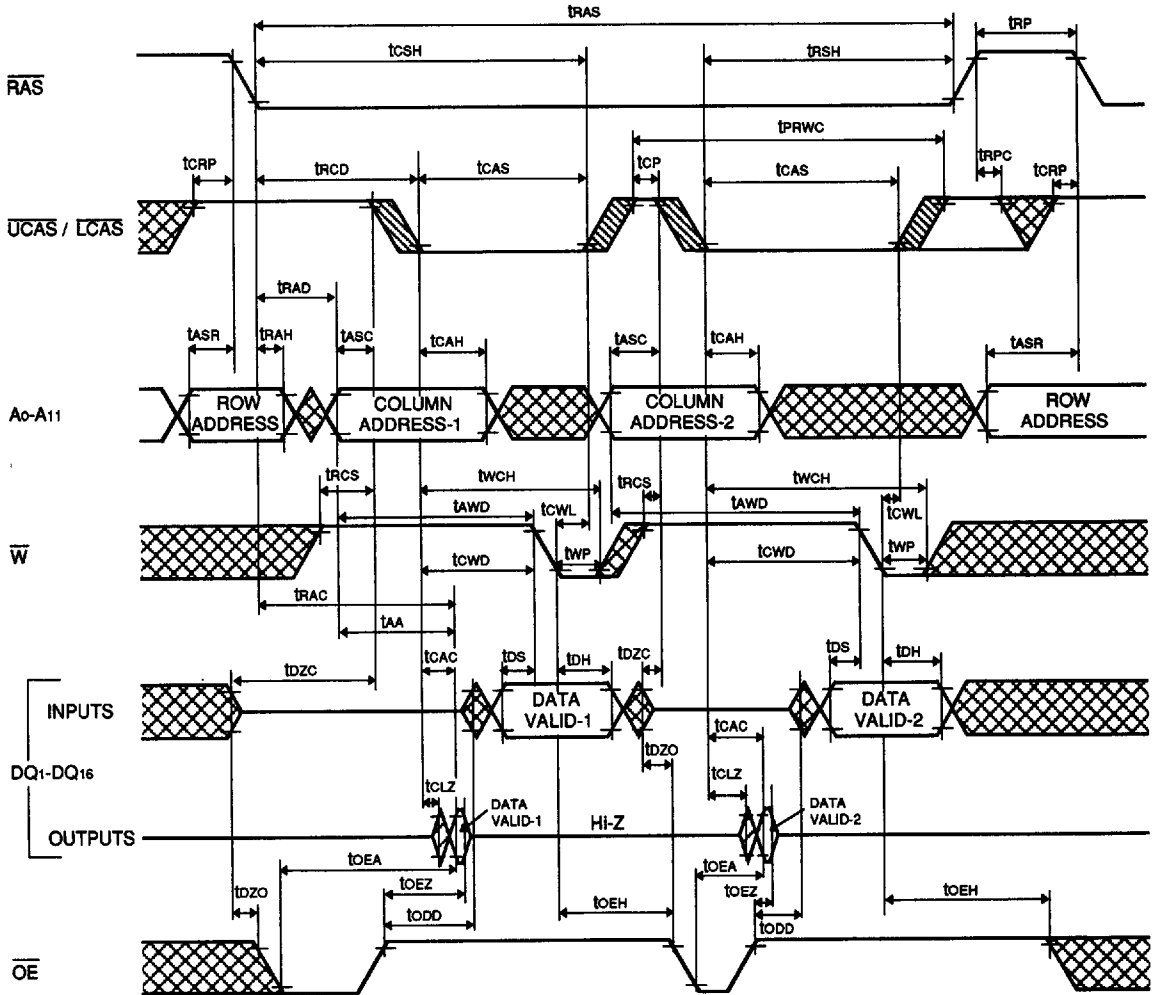 tRAS
tRP
tCSH
tRSH
RAS
tPRWC
tCRP
tRCD
tCAS
tCP
tCAS
tRPC
tCRP
UCAS / LCAS
tRAD
tASR
tRAH
tASC
tCAH
tASC
tCAH
tASR
A0-A11
ROW ADDRESS
COLUMN ADDRESS-1
COLUMN ADDRESS-2
ROW ADDRESS
tRCS
tWCH
tRCS
tWCH
tAWD
tCWL
tAWD
tCWL
W
tCWD
tWP
tCWD
tWP
tRAC
tAA
tDZC
tCAC
tDS
tDH
tDZC
tDS
tDH
INPUTS
DATA VALID-1
DATA VALID-2
DQ1-DQ16
tCAC
tDZO
tCLZ
tCLZ
OUTPUTS
DATA VALID-1
Hi-Z
DATA VALID-2
tOEA
tOEA
tDZO
tOEZ
tOEZ
tODD
tOEH
tODD
tOEH
OE